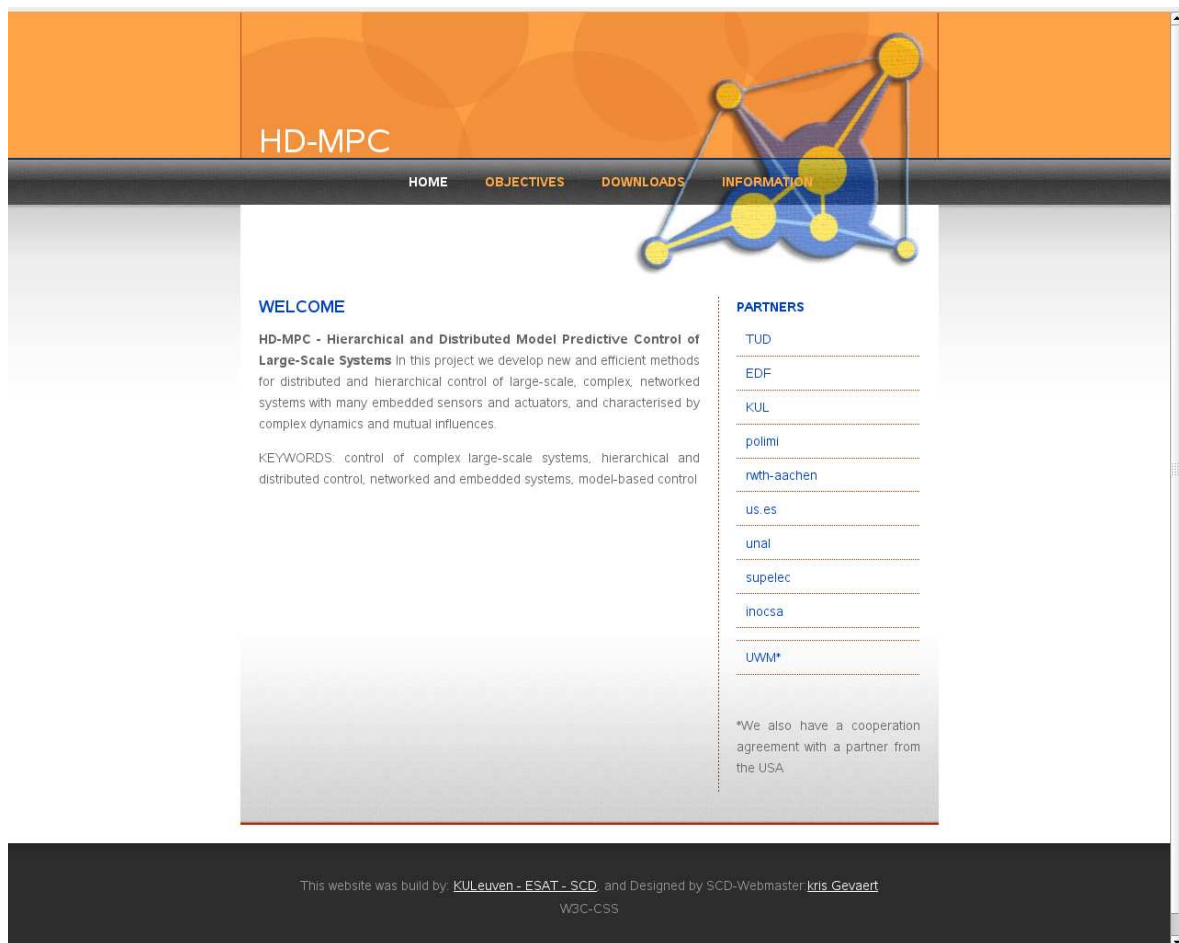 HD-MPC
HOME OBJECTIVES DOWNLOADS INFORMATION
WELCOME
HD-MPC - Hierarchical and Distributed Model Predictive Control of
Large-Scale Systems In this project we develop new and efficient methods
for distributed and hierarchical control of large-scale, complex, networked
systems with many embedded sensors and actuators, and characterised by
complex dynamics and mutual influences.
KEYWORDS: control of complex large-scale systems, hierarchical and
distributed control, networked and embedded systems, model-based control
PARTNERS
TUD
EDF
KUL
polimi
rwth-aachen
us.es
unal
supelec
inocsa
UWM*
*We also have a cooperation
agreement with a partner from
the USA
This website was build by: KULeuven - ESAT - SCD, and Designed by SCD-Webmaster:kris Gevaert
W3C-CSS